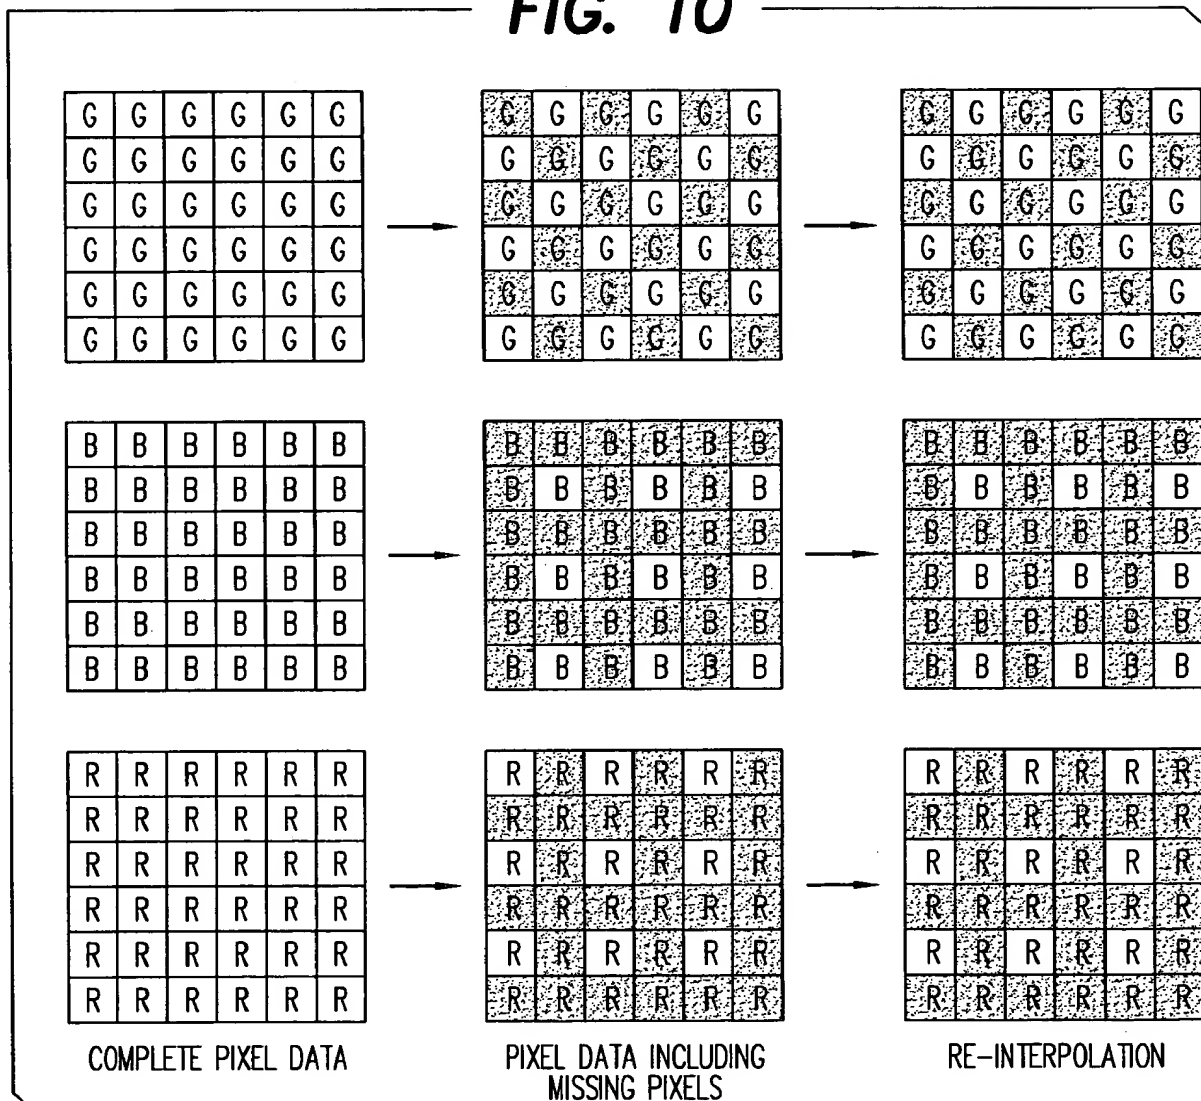 FIG. 10
G G G G G G G G G G G G G G G G G G
G G G G G G G G G G G G G G G G G G
G G G G G G G G G G G G G G G G G G
G G G G G G G G G G G G G G G G G G
G G G G G G G G G G G G G G G G G G
G G G G G G G G G G G G G G G G G G
B B B B B B B B B B B B B B B B B B
B B B B B B B B B B B B B B B B B B
B B B B B B B B B B B B B B B B B B
B B B B B B B B B B B B B B B B B B
B B B B B B B B B B B B B B B B B B
B B B B B B B B B B B B B B B B B B
R R R R R R R R R R R R R R R R R R
R R R R R R R R R R R R R R R R R R
R R R R R R R R R R R R R R R R R R
R R R R R R R R R R R R R R R R R R
R R R R R R R R R R R R R R R R R R
R R R R R R R R R R R R R R R R R R
COMPLETE PIXEL DATA
PIXEL DATA INCLUDING
MISSING PIXELS
RE-INTERPOLATION